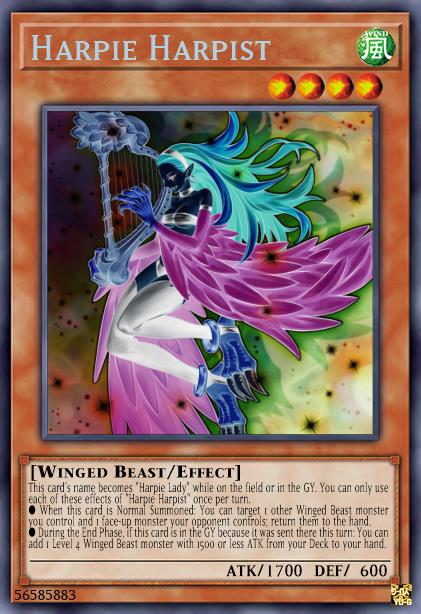 HARPIE HARPIST
WIND
風
[WINGED BEAST/EFFECT]
This card's name becomes "Harpie Lady" while on the field or in the GY. You can only use
each of these effects of "Harpie Harpist" once per turn.
● When this card is Normal Summoned: You can target 1 other Winged Beast monster
you control and 1 face-up monster your opponent controls; return them to the hand.
● During the End Phase, if this card is in the GY because it was sent there this turn: You can
add 1 Level 4 Winged Beast monster with 1500 or less ATK from your Deck to your hand.
ATK/1700 DEF/ 600
56585883